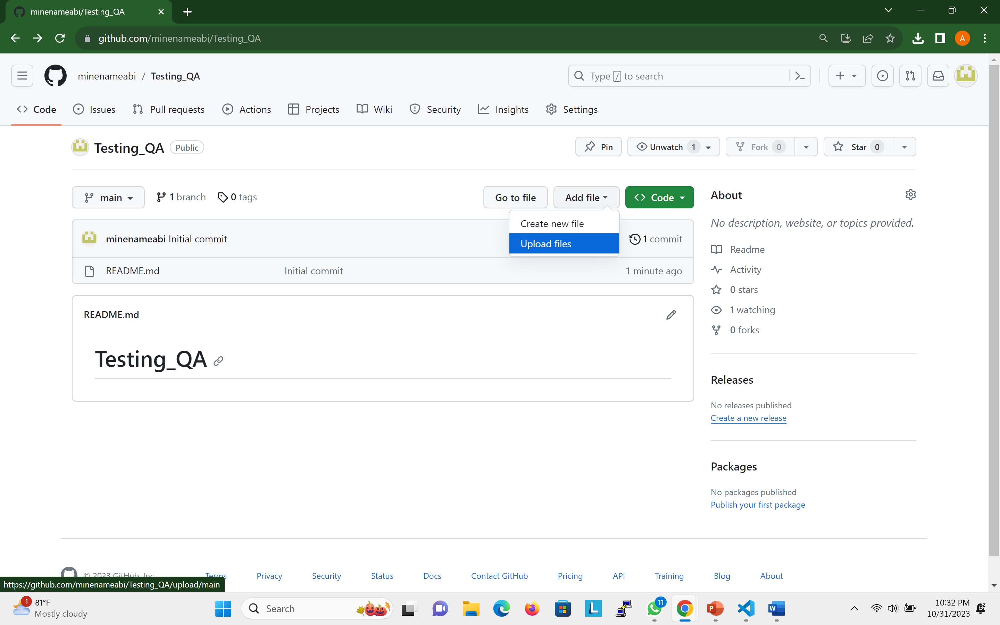 minenameabi/Testing_QA
github.com/minenameabi/Testing_QA
A
minenameabi / Testing_QA
Type / to search
Code Issues Pull requests Actions Projects Wiki Security Insights Settings
Testing_QA Public
Pin Unwatch 1 Fork 0 Star 0
main 1 branch 0 tags Go to file Add file Code
Create new file
Upload files
minenameabi Initial commit 1 commit
README.md Initial commit 1 minute ago
README.md
Testing_QA
About
No description, website, or topics provided.
Readme
Activity
0 stars
1 watching
0 forks
Releases
No releases published
Create a new release
Packages
No packages published
Publish your first package
© 2023 GitHub, Inc. Terms Privacy Security Status Docs Contact GitHub Pricing API Training Blog About
https://github.com/minenameabi/Testing_QA/upload/main
1 81°F
Mostly cloudy
Search
L
11
P
W
10:32 PM
10/31/2023